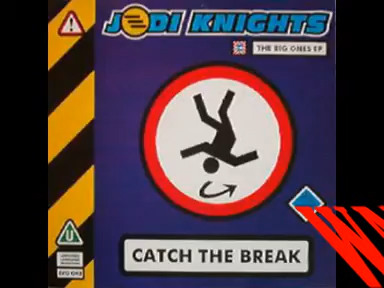 JEDI KNIGHTS
THE BIG ONES EP
CATCH THE BREAK
U